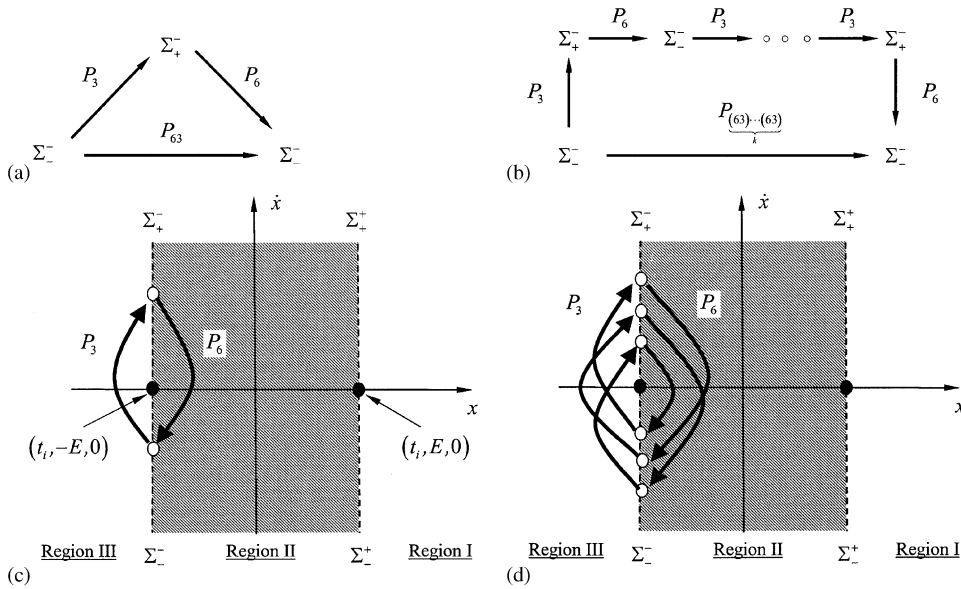 (a)
Σ₊⁻
P₃
P₆
P₆₃
Σ₋⁻
Σ₋⁻
(b)
Σ₊⁻
P₆
Σ₋⁻
P₃
P₃
Σ₊⁻
P₃
P₆
P₍₆₃₎...₍₆₃₎
k
Σ₋⁻
Σ₋⁻
(c)
ẋ
Σ₊⁻
Σ₊⁺
P₃
P₆
x
(tᵢ,-E,0)
(tᵢ,E,0)
Region III
Σ₋⁻
Region II
Σ₋⁺
Region I
(d)
ẋ
Σ₊⁻
Σ₊⁺
P₃
P₆
x
Region III
Σ₋⁻
Region II
Σ₋⁺
Region I